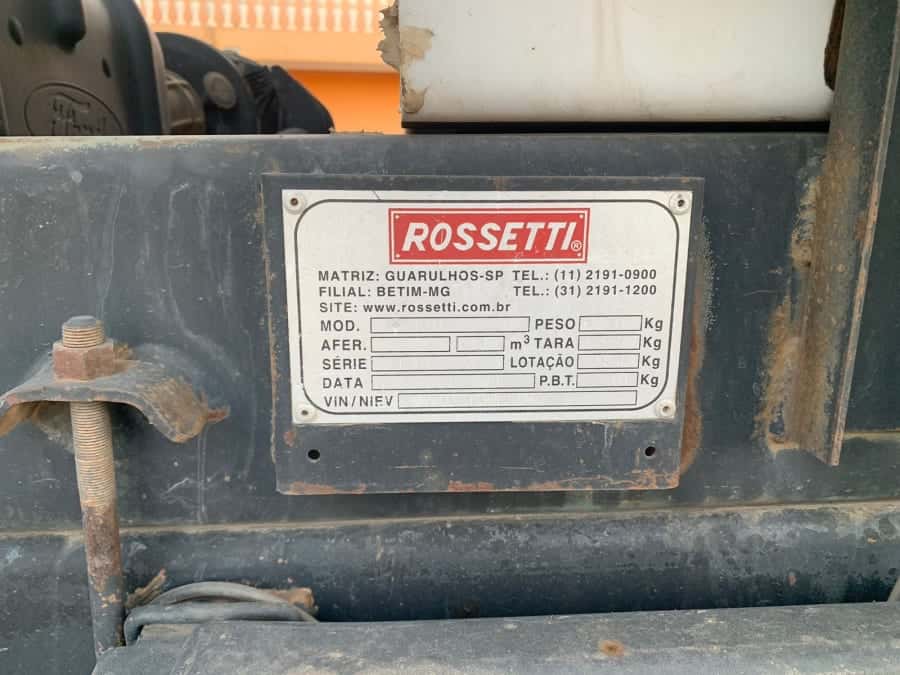 ROSSETTI®
MATRIZ: GUARULHOS-SP TEL.: (11) 2191-0900
FILIAL: BETIM-MG TEL.: (31) 2191-1200
SITE: www.rossetti.com.br
MOD. PESO Kg
AFER. m³ TARA Kg
SÉRIE LOTAÇÃO Kg
DATA P.B.T. Kg
VIN/NIEV